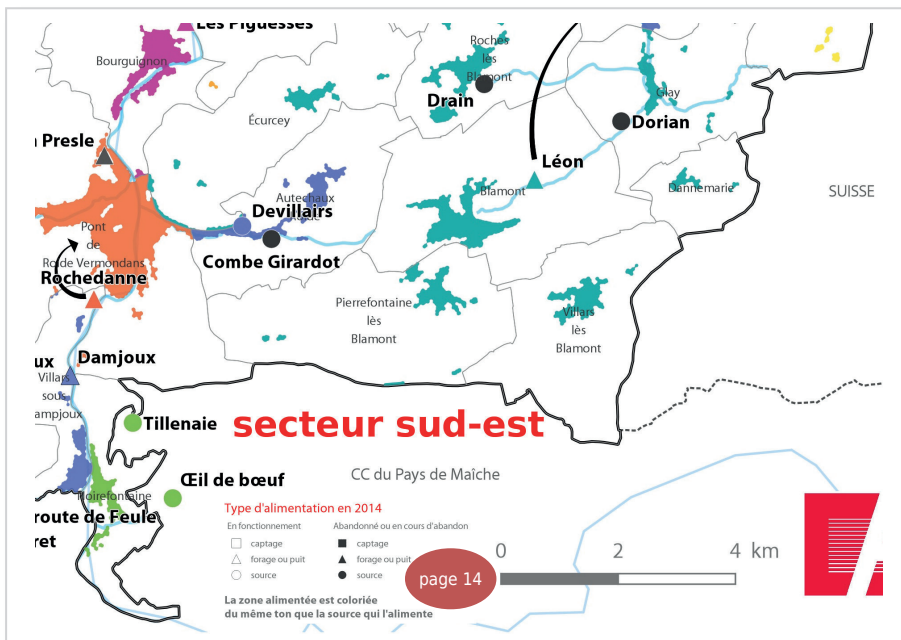 Les Piguesses
Bourguignon
Roches
lès
Blamont
Drain
Glay
Écurcey
Dorian
Presle
Léon
Blamont
Dannemarie
SUISSE
Autechaux
Devillairs
Combe Girardot
Pont
de
Roide Vermondans
Rochedanne
Pierrefontaine
lès
Blamont
Villars
lès
Blamont
Damjoux
Villars
sous
Tillenaie
secteur sud-est
CC du Pays de Maîche
Œil de bœuf
Noirefontaine
route de Feule
Type d'alimentation en 2014
En fonctionnement
Abandonné ou en cours d'abandon
captage
captage
forage ou puit
forage ou puit
source
source
La zone alimentée est coloriée
du même ton que la source qui l'alimente
page 14
0 2 4 km